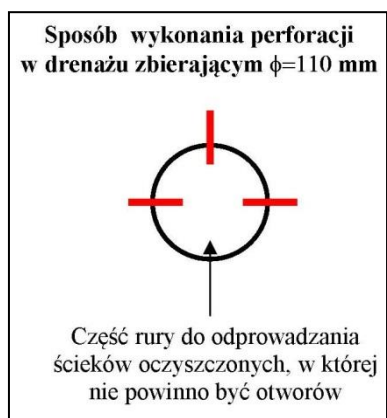 Sposób wykonania perforacji
w drenażu zbierającym ϕ=110 mm
Część rury do odprowadzania
ścieków oczyszczonych, w której
nie powinno być otworów